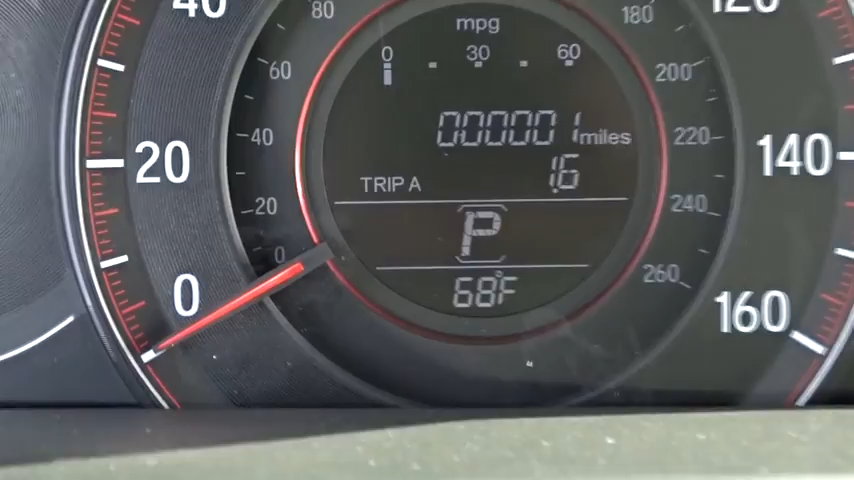 40 80 mpg 180 120
0 30 60
60 200
000001 miles
20 40 220 140
TRIP A 1.6
20 P 240
0 0 68°F 260 160